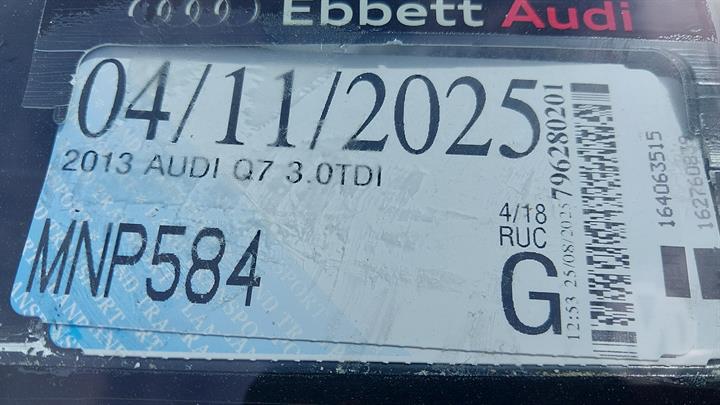 Ebbett Audi
04/11/2025
2013 AUDI Q7 3.0TDI
MNP584
4/18
RUC
G
12:53 25/08/2025
796280201
164063515